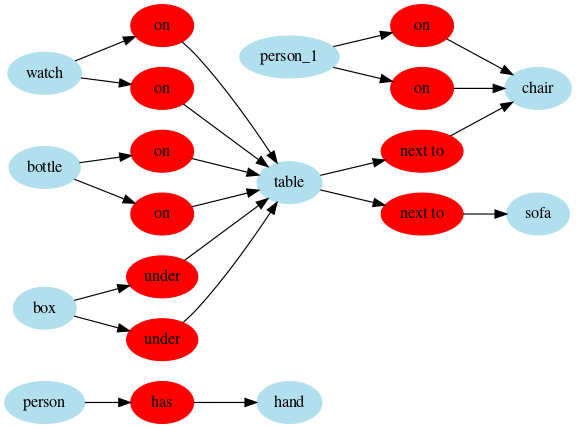 on
on
person_1
watch
on
on
chair
on
bottle
next to
table
on
next to
sofa
under
box
under
person
has
hand